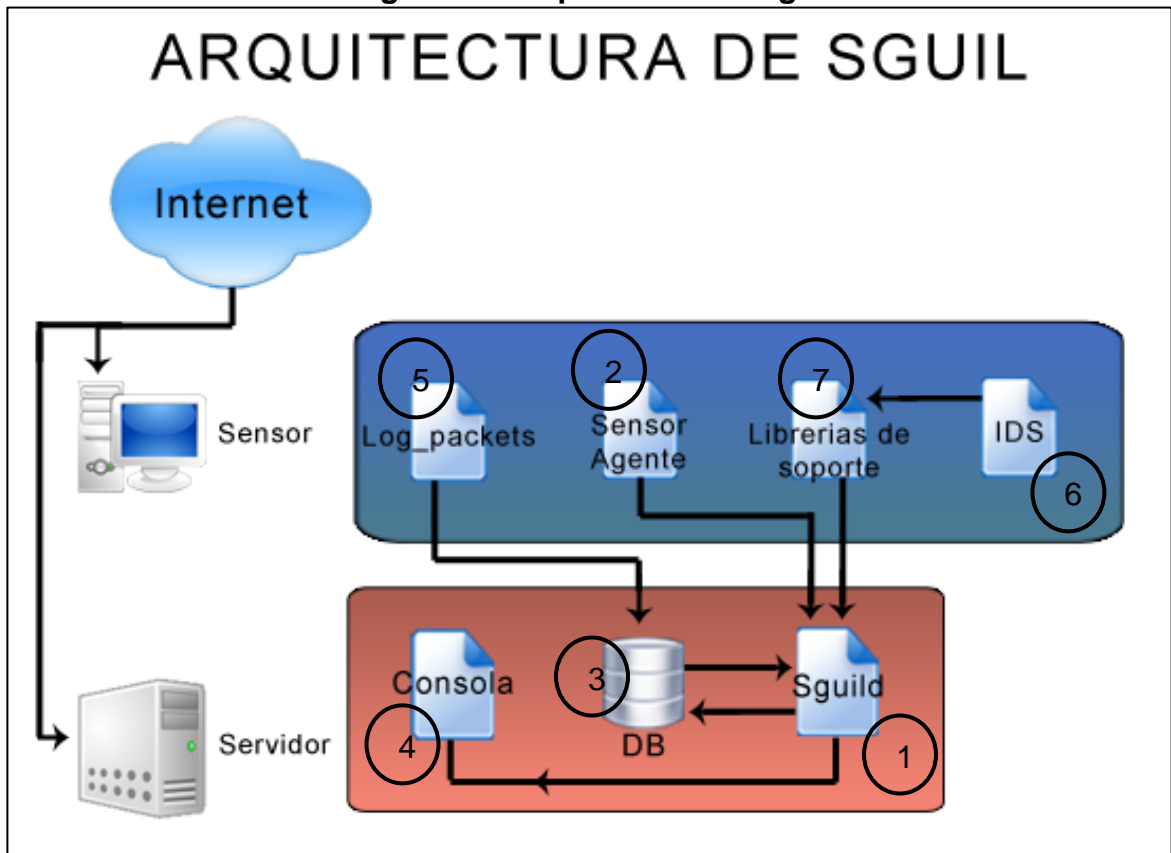 ARQUITECTURA DE SGUIL
Internet
Sensor
5
Log_packets
2
Sensor
Agente
7
Librerias de
soporte
IDS
6
Servidor
Consola
4
3
DB
Sguild
1